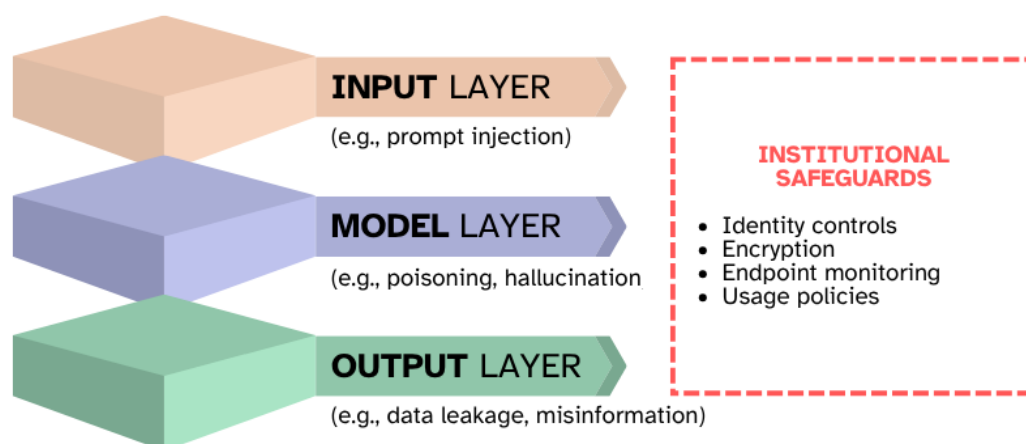 INPUT LAYER
(e.g., prompt injection)
MODEL LAYER
(e.g., poisoning, hallucination
OUTPUT LAYER
(e.g., data leakage, misinformation)
INSTITUTIONAL
SAFEGUARDS
• Identity controls
• Encryption
• Endpoint monitoring
• Usage policies